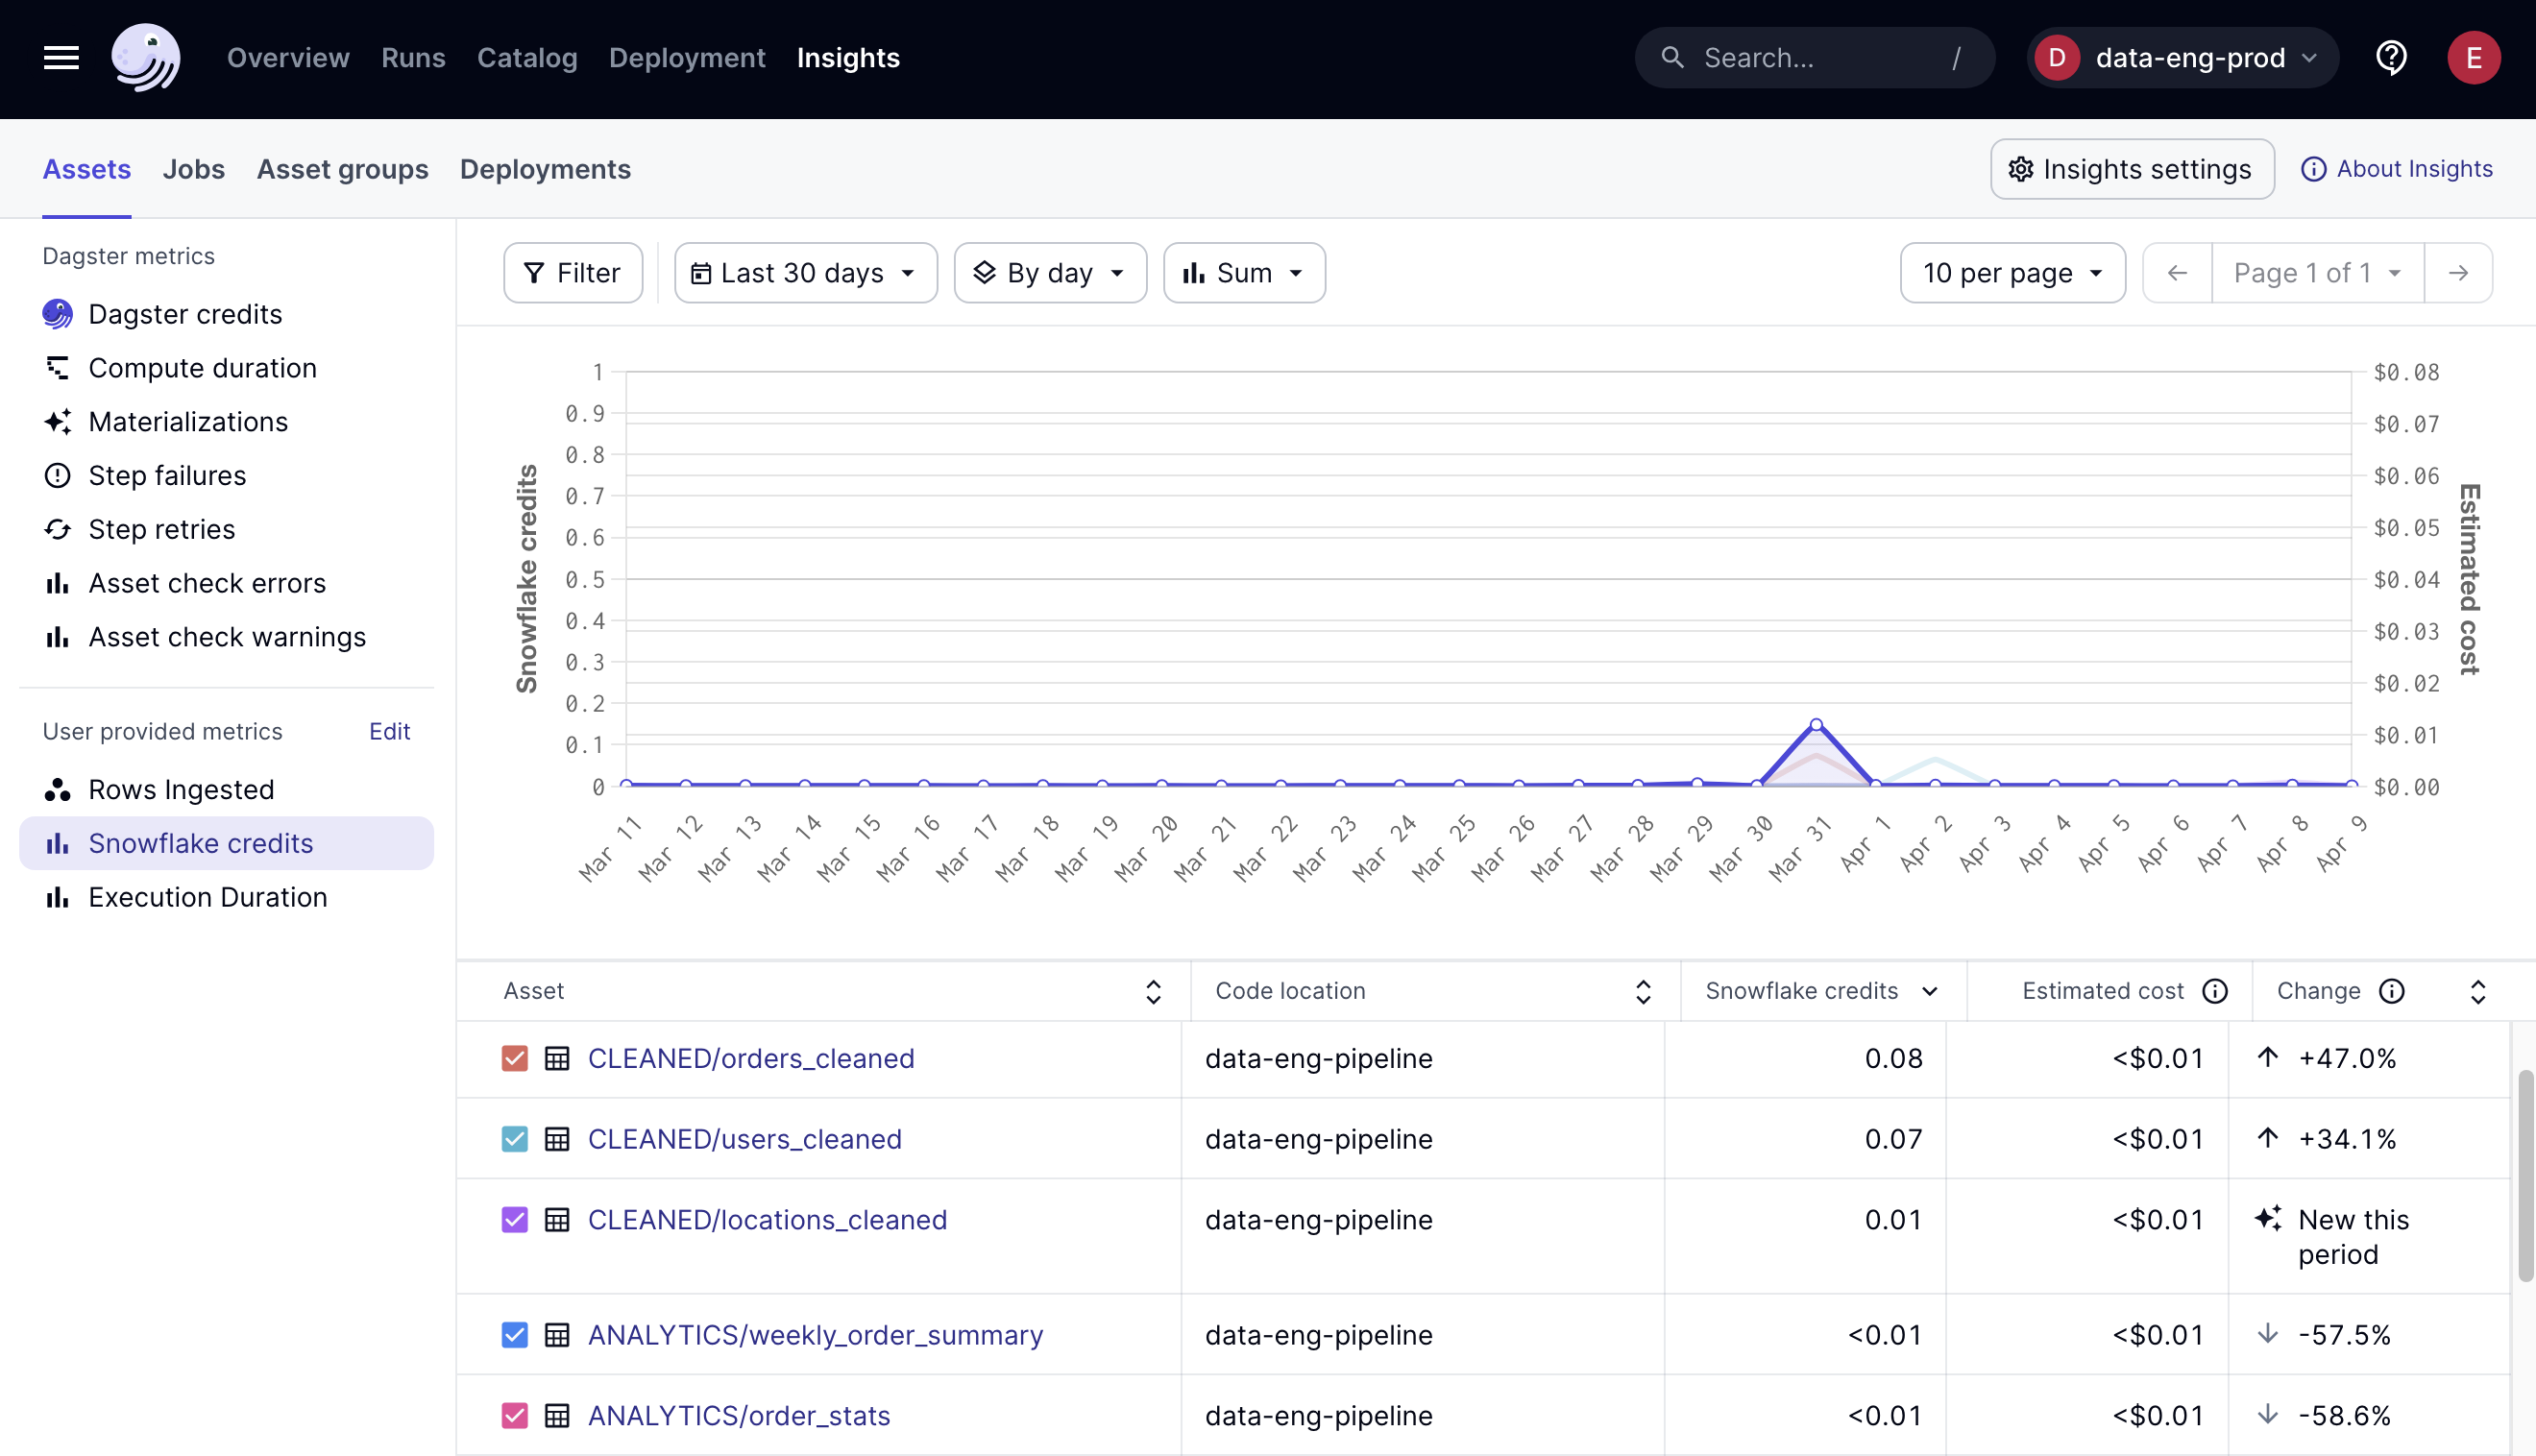 Overview Runs Catalog Deployment Insights
Search... /
D data-eng-prod
E
Assets Jobs Asset groups Deployments
Insights settings
About Insights
Dagster metrics
Dagster credits
Compute duration
Materializations
Step failures
Step retries
Asset check errors
Asset check warnings
User provided metrics Edit
Rows Ingested
Snowflake credits
Execution Duration
Filter Last 30 days By day Sum
10 per page Page 1 of 1
Snowflake credits
1
0.9
0.8
0.7
0.6
0.5
0.4
0.3
0.2
0.1
0
$0.08
$0.07
$0.06
$0.05
$0.04
$0.03
$0.02
$0.01
$0.00
Estimated cost
Mar 11
Mar 12
Mar 13
Mar 14
Mar 15
Mar 16
Mar 17
Mar 18
Mar 19
Mar 20
Mar 21
Mar 22
Mar 23
Mar 24
Mar 25
Mar 26
Mar 27
Mar 28
Mar 29
Mar 30
Mar 31
Apr 1
Apr 2
Apr 3
Apr 4
Apr 5
Apr 6
Apr 7
Apr 8
Apr 9
Asset Code location Snowflake credits Estimated cost Change
CLEANED/orders_cleaned data-eng-pipeline 0.08 <$0.01 +47.0%
CLEANED/users_cleaned data-eng-pipeline 0.07 <$0.01 +34.1%
CLEANED/locations_cleaned data-eng-pipeline 0.01 <$0.01 New this
period
ANALYTICS/weekly_order_summary data-eng-pipeline <0.01 <$0.01 -57.5%
ANALYTICS/order_stats data-eng-pipeline <0.01 <$0.01 -58.6%